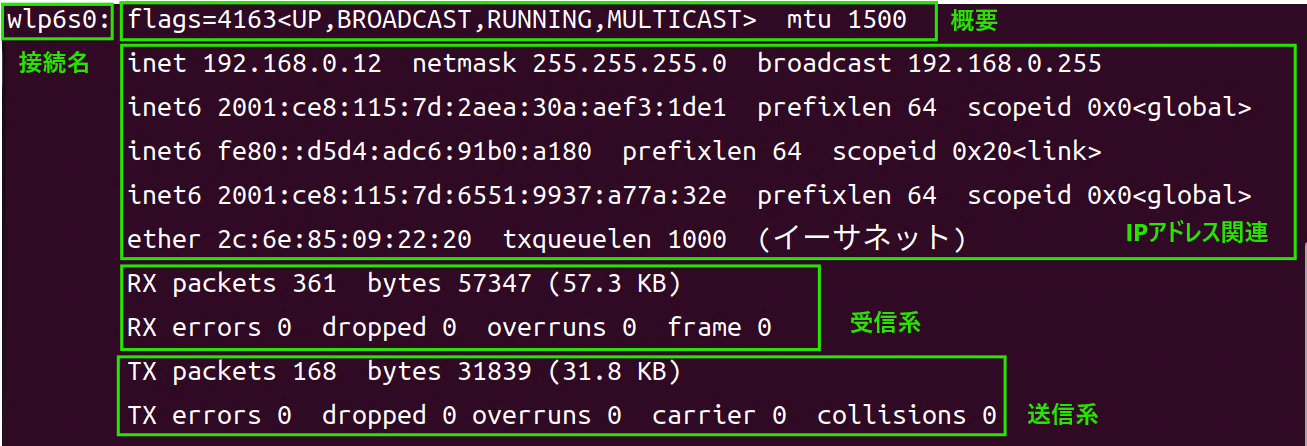 wlp6s0: flags=4163<UP,BROADCAST,RUNNING,MULTICAST>  mtu 1500 概要
接続名 inet 192.168.0.12  netmask 255.255.255.0  broadcast 192.168.0.255
inet6 2001:ce8:115:7d:2aea:30a:aef3:1de1  prefixlen 64  scopeid 0x0<global>
inet6 fe80::d5d4:adc6:91b0:a180  prefixlen 64  scopeid 0x20<link>
inet6 2001:ce8:115:7d:6551:9937:a77a:32e  prefixlen 64  scopeid 0x0<global>
ether 2c:6e:85:09:22:20  txqueuelen 1000  (イーサネット) IPアドレス関連
RX packets 361  bytes 57347 (57.3 KB)
RX errors 0  dropped 0  overruns 0  frame 0 受信系
TX packets 168  bytes 31839 (31.8 KB)
TX errors 0  dropped 0 overruns 0  carrier 0  collisions 0 送信系